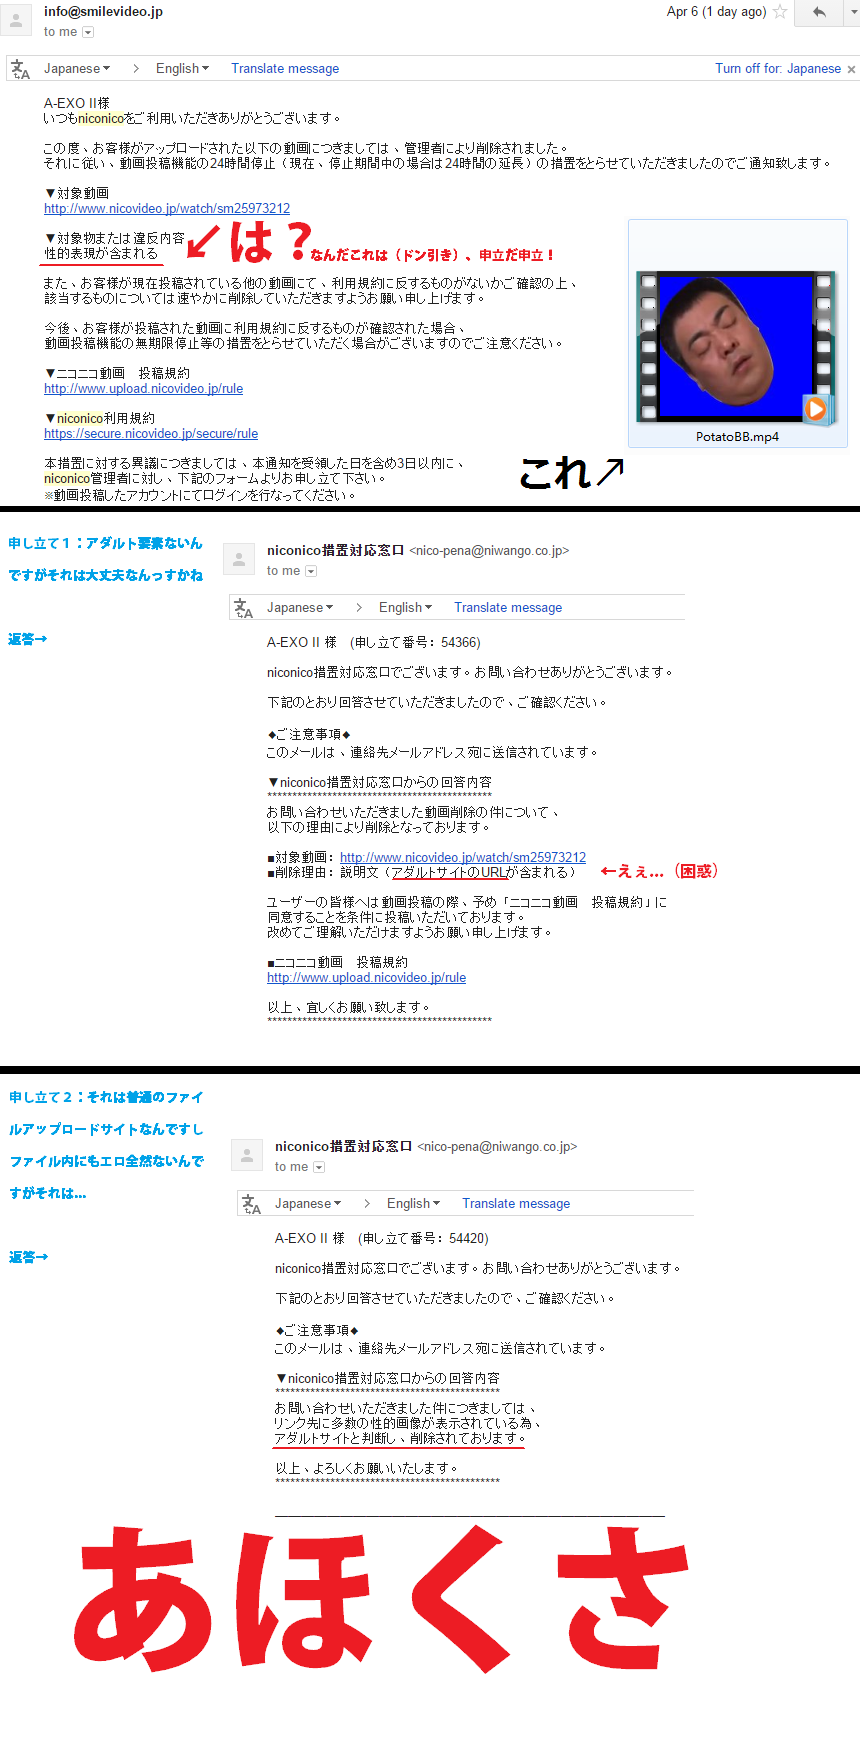 info@smilevideo.jp
Apr 6 (1 day ago)
to me
Japanese > English Translate message
Turn off for: Japanese ×
A-EXO II様
いつもniconicoをご利用いただきありがとうございます。
この度、お客様がアップロードされた以下の動画につきましては、管理者により削除されました。
それに従い、動画投稿機能の24時間停止（現在、停止期間中の場合は24時間の延長）の措置をとらせていただきましたのでご通知致します。
▼対象動画
http://www.nicovideo.jp/watch/sm25973212
▼対象物または違反内容
性的表現が含まれる
↙は？なんだこれは（ドン引き）、申立だ申立！
また、お客様が現在投稿されている他の動画にて、利用規約に反するものがないかご確認の上、
該当するものについては速やかに削除していただきますようお願い申し上げます。
今後、お客様が投稿された動画に利用規約に反するものが確認された場合、
動画投稿機能の無期限停止等の措置をとらせていただく場合がございますのでご注意ください。
▼ニコニコ動画　投稿規約
http://www.upload.nicovideo.jp/rule
▼niconico利用規約
https://secure.nicovideo.jp/secure/rule
PotatoBB.mp4
これ↗
本措置に対する異議につきましては、本通知を受領した日を含め3日以内に、
niconico管理者に対し、下記のフォームよりお申し立て下さい。
※動画投稿したアカウントにてログインを行なってください。
申し立て１：アダルト要素ないん
ですがそれは大丈夫なんっすかね
返答→
niconico措置対応窓口 <nico-pena@niwango.co.jp>
to me
Japanese > English Translate message
A-EXO II 様　(申し立て番号： 54366)
niconico措置対応窓口でございます。お問い合わせありがとうございます。
下記のとおり回答させていただきましたので、ご確認ください。
◆ご注意事項◆
このメールは、連絡先メールアドレス宛に送信されています。
▼niconico措置対応窓口からの回答内容
*********************************************
お問い合わせいただきました動画削除の件について、
以下の理由により削除となっております。
■対象動画： http://www.nicovideo.jp/watch/sm25973212
■削除理由： 説明文（アダルトサイトのURLが含まれる）
←えぇ...（困惑）
ユーザーの皆様へは動画投稿の際、予め「ニコニコ動画　投稿規約」に
同意することを条件に投稿いただいております。
改めてご理解いただけますようお願い申し上げます。
■ニコニコ動画　投稿規約
http://www.upload.nicovideo.jp/rule
以上、宜しくお願い致します。
*********************************************
申し立て２：それは普通のファイ
ルアップロードサイトなんですし
ファイル内にもエロ全然ないんで
すがそれは...
返答→
niconico措置対応窓口 <nico-pena@niwango.co.jp>
to me
Japanese > English Translate message
A-EXO II 様　(申し立て番号： 54420)
niconico措置対応窓口でございます。お問い合わせありがとうございます。
下記のとおり回答させていただきましたので、ご確認ください。
◆ご注意事項◆
このメールは、連絡先メールアドレス宛に送信されています。
▼niconico措置対応窓口からの回答内容
*********************************************
お問い合わせいただきました件につきましては、
リンク先に多数の性的画像が表示されている為、
アダルトサイトと判断し、削除されております。
以上、よろしくお願いいたします。
*********************************************
あほくさ